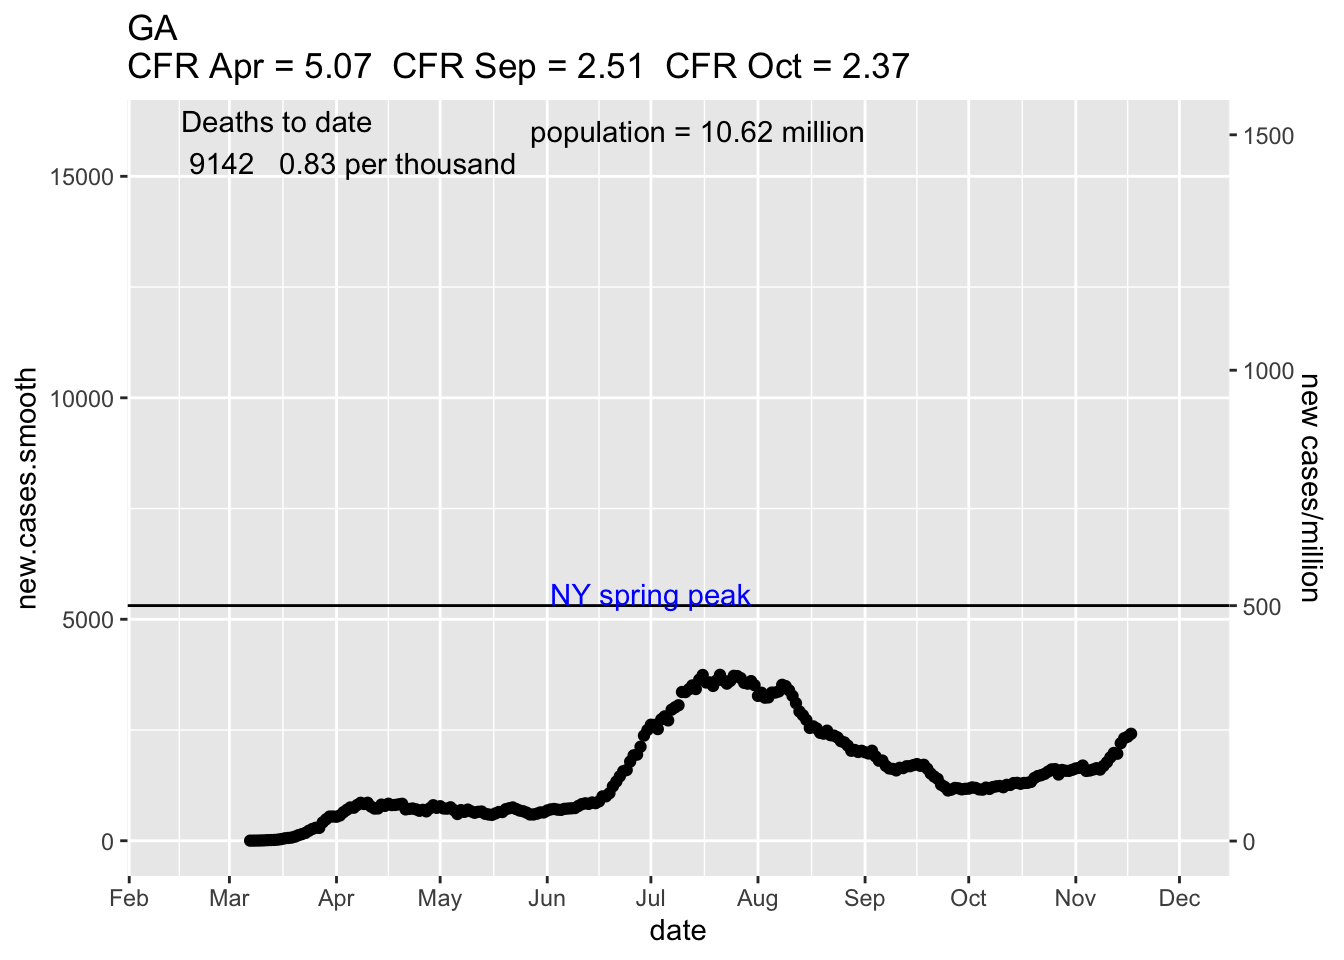 GA
CFR Apr = 5.07  CFR Sep = 2.51  CFR Oct = 2.37
Deaths to date
9142   0.83 per thousand
population = 10.62 million
NY spring peak
new.cases.smooth
15000
10000
5000
0
1500
1000
500
0
new cases/million
Feb Mar Apr May Jun Jul Aug Sep Oct Nov Dec
date